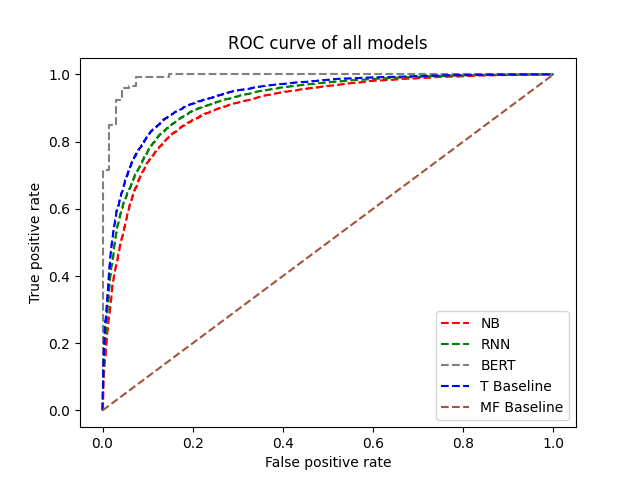 ROC curve of all models
True positive rate
1.0
0.8
0.6
0.4
0.2
0.0
0.0 0.2 0.4 0.6 0.8 1.0
False positive rate
NB
RNN
BERT
T Baseline
MF Baseline